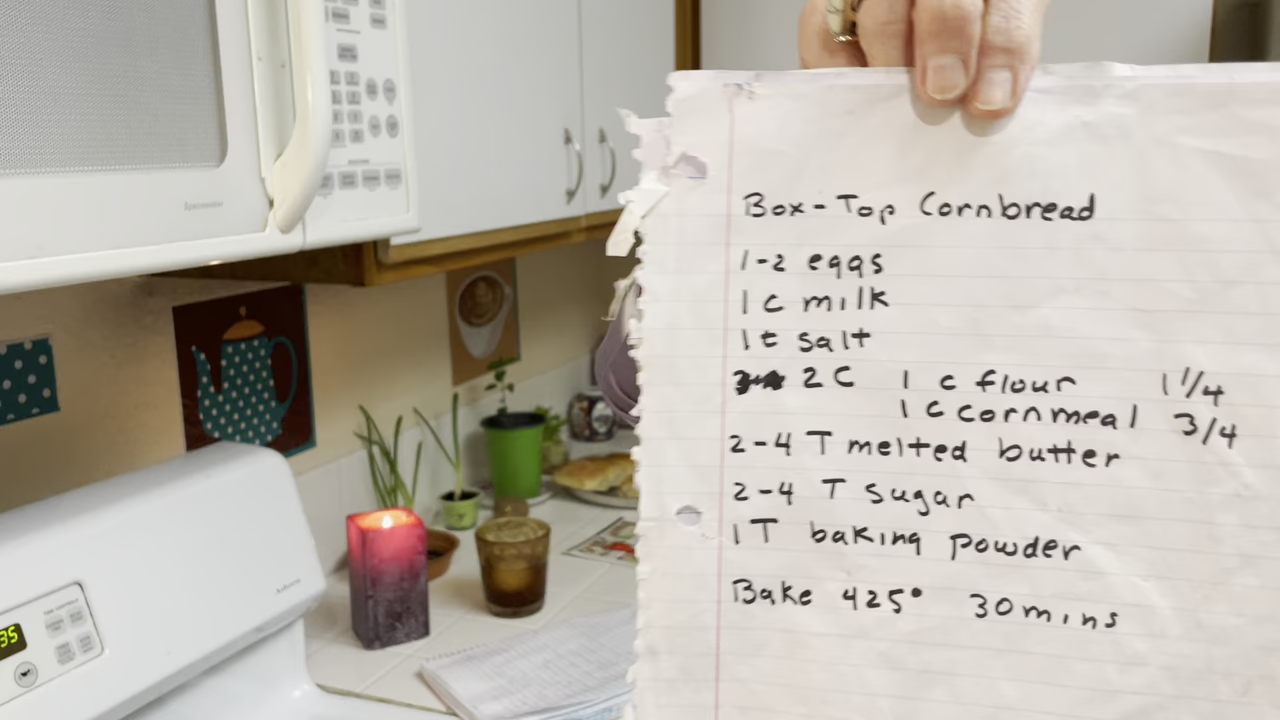 Box-Top Cornbread
1-2 eggs
1 c milk
1 t salt
2 C 1 c flour 1 1/4
1 c cornmeal 3/4
2-4 T melted butter
2-4 T sugar
1 T baking powder
Bake 425° 30 mins
35